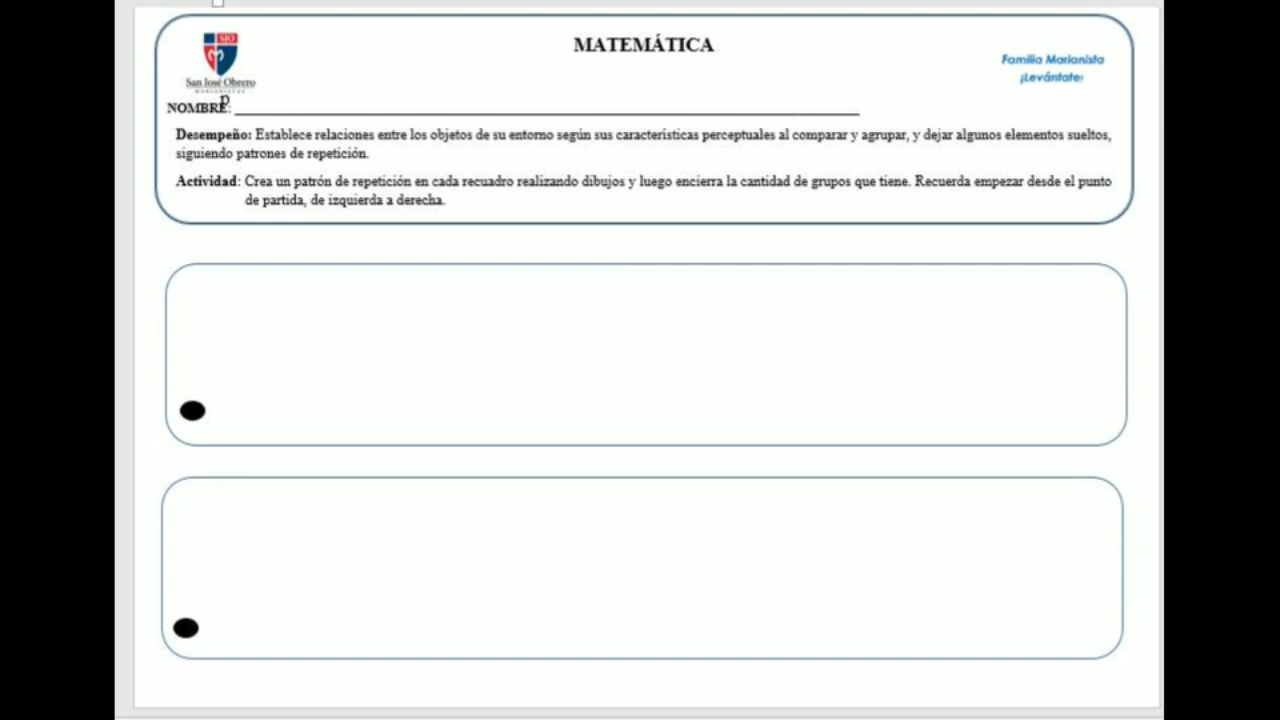 MATEMÁTICA
SJO
San José Obrero
MARIANISTAS
Familia Marianista
¡Levántate!
p
NOMBRE: ___________________________________________
Desempeño: Establece relaciones entre los objetos de su entorno según sus características perceptuales al comparar y agrupar, y dejar algunos elementos sueltos,
siguiendo patrones de repetición.
Actividad: Crea un patrón de repetición en cada recuadro realizando dibujos y luego encierra la cantidad de grupos que tiene. Recuerda empezar desde el punto
de partida, de izquierda a derecha.